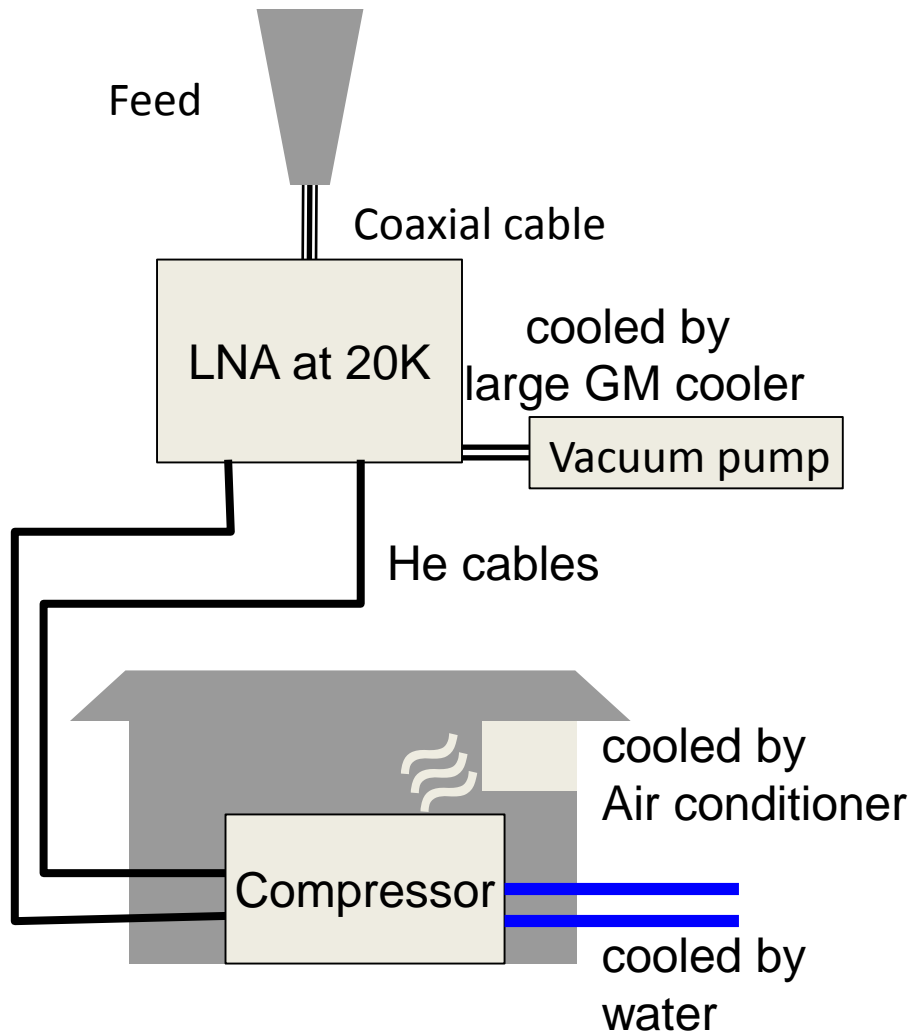 Feed
Coaxial cable
LNA at 20K
cooled by
large GM cooler
Vacuum pump
He cables
cooled by
Air conditioner
Compressor
cooled by
water